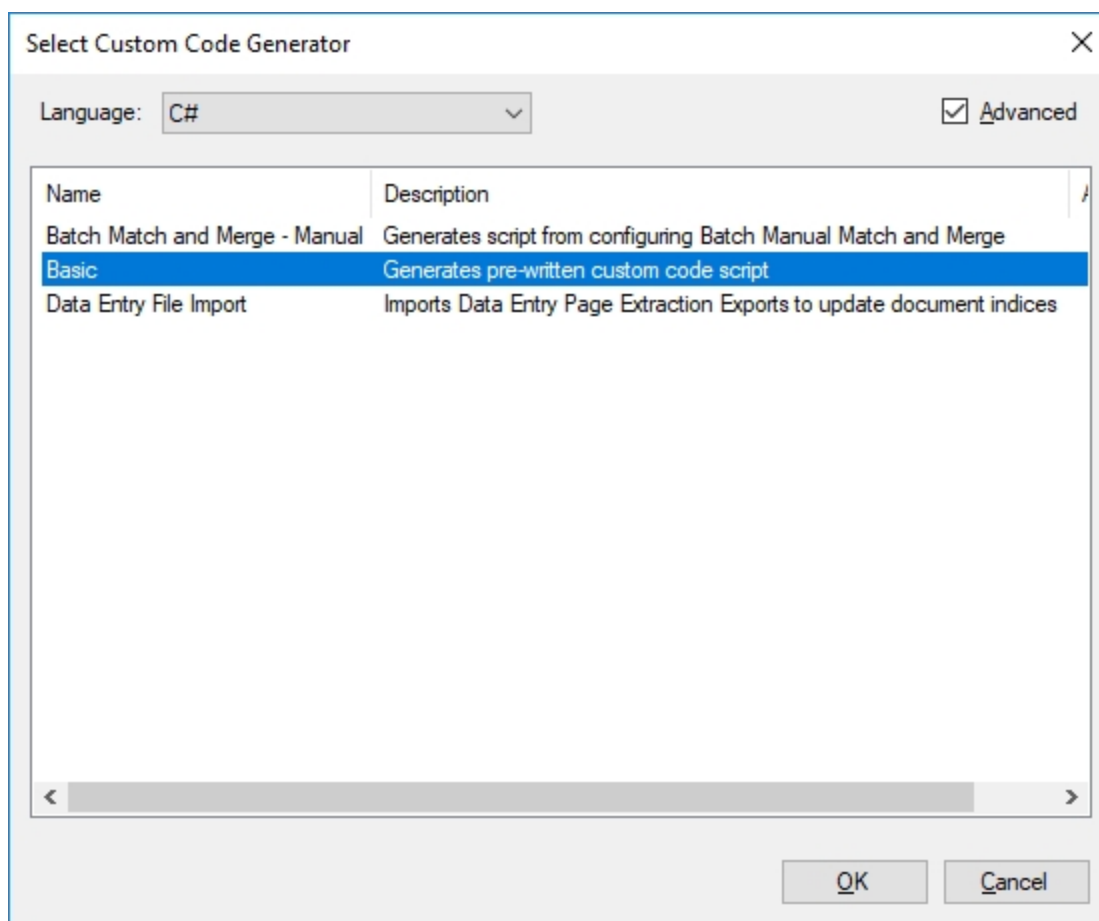 Select Custom Code Generator
Language: C# Advanced
Name Description
Batch Match and Merge - Manual Generates script from configuring Batch Manual Match and Merge
Basic Generates pre-written custom code script
Data Entry File Import Imports Data Entry Page Extraction Exports to update document indices
OK Cancel